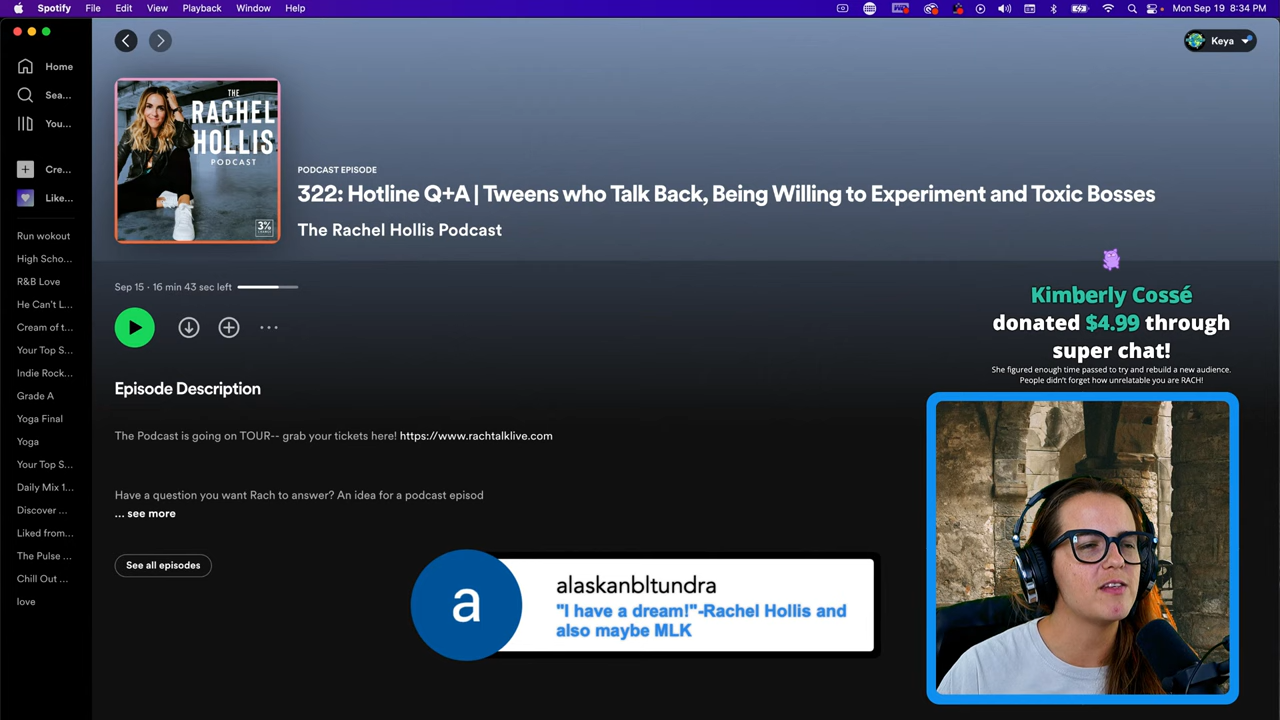 Spotify File Edit View Playback Window Help
Mon Sep 19 8:34 PM
Home
Sea...
You...
Cre...
Like...
Run wokout
High Scho...
R&B Love
He Can't L...
Cream of t...
Your Top S...
Indie Rock...
Grade A
Yoga Final
Yoga
Your Top S...
Daily Mix 1...
Discover ...
Liked from...
The Pulse ...
Chill Out ...
love
Keya
THE
RACHEL
HOLLIS
PODCAST
3%
PODCAST EPISODE
322: Hotline Q+A | Tweens who Talk Back, Being Willing to Experiment and Toxic Bosses
The Rachel Hollis Podcast
Sep 15 · 16 min 43 sec left
Episode Description
The Podcast is going on TOUR-- grab your tickets here! https://www.rachtalklive.com
Have a question you want Rach to answer? An idea for a podcast episod
... see more
See all episodes
Kimberly Cossé
donated $4.99 through
super chat!
She figured enough time passed to try and rebuild a new audience.
People didn't forget how unrelatable you are RACH!
a
alaskanbltundra
"I have a dream!"-Rachel Hollis and
also maybe MLK